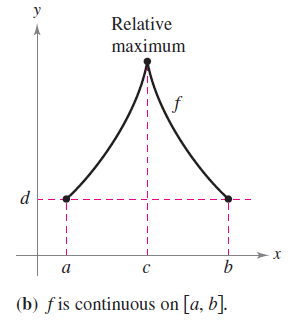 y
Relative
maximum
f
d
a
c
b
x
(b) f is continuous on [a, b].